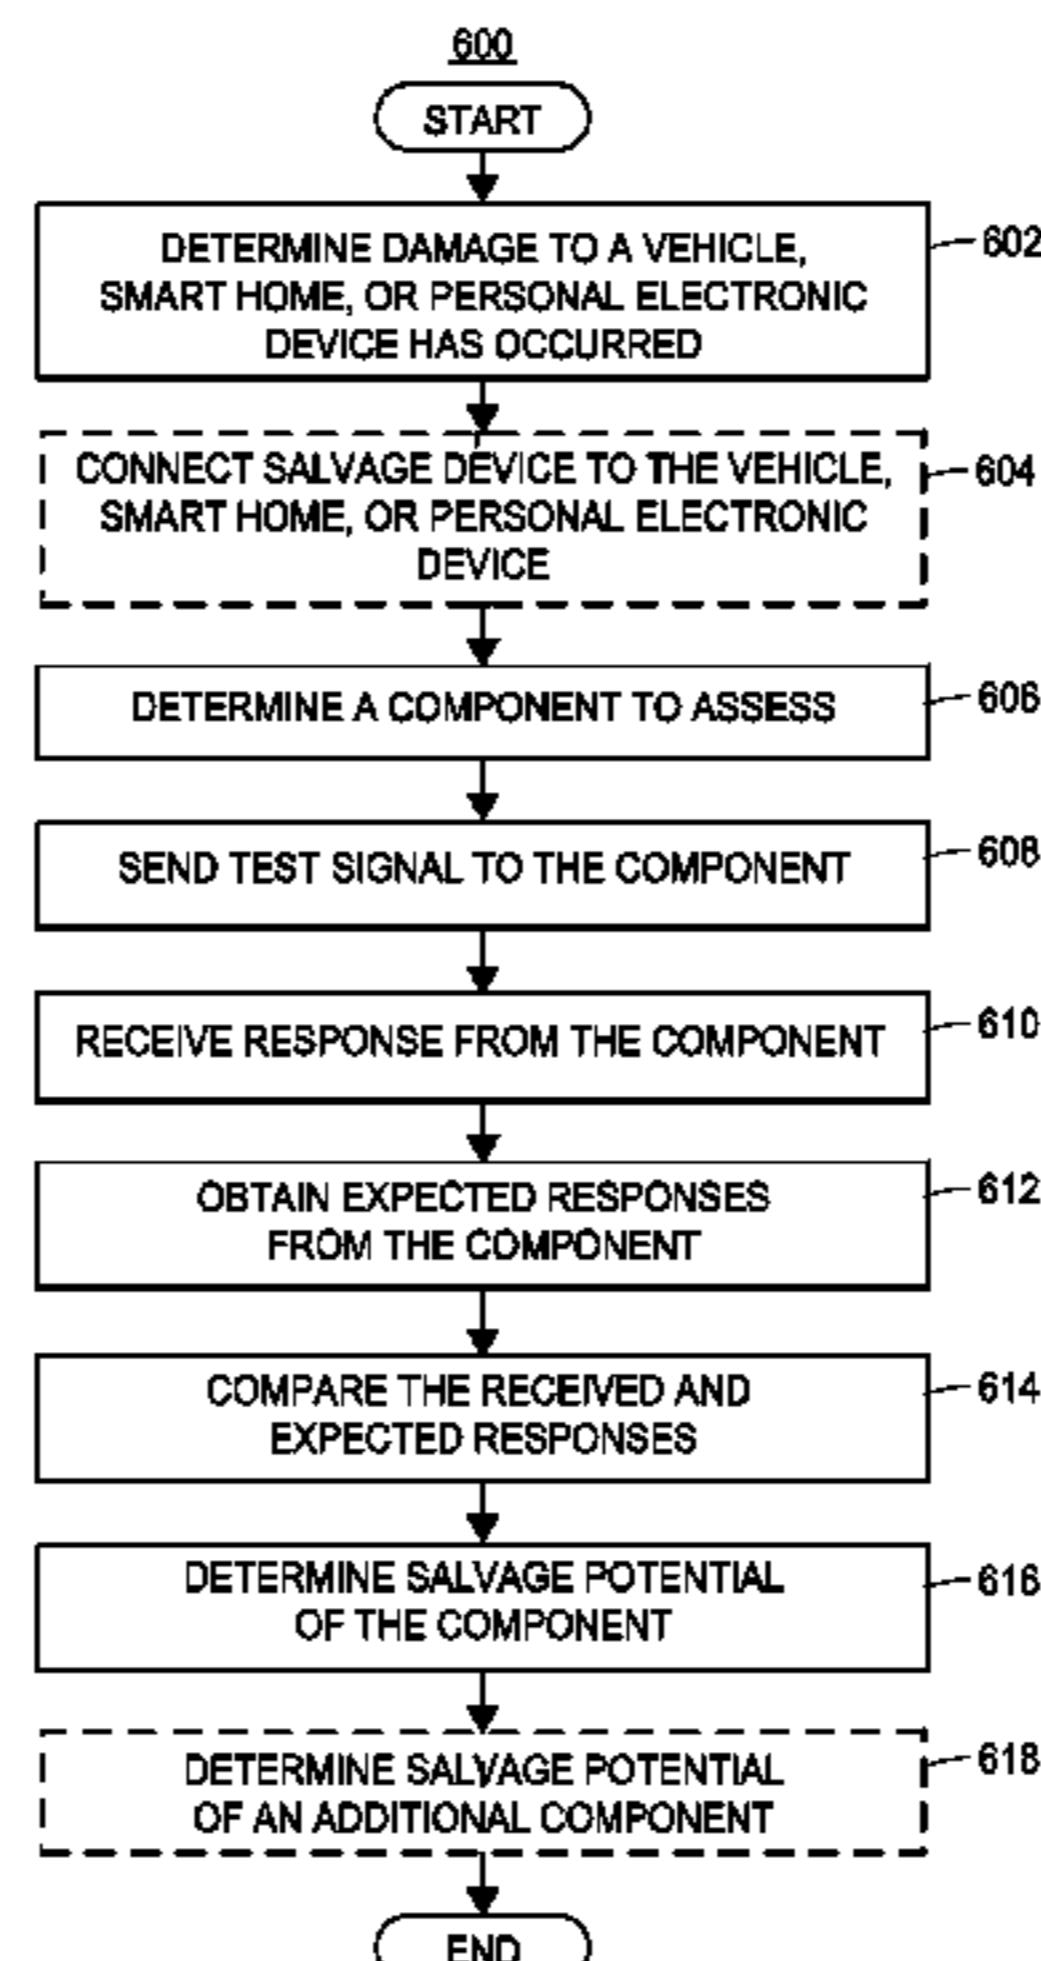 600
START
DETERMINE DAMAGE TO A VEHICLE,
SMART HOME, OR PERSONAL ELECTRONIC
DEVICE HAS OCCURRED
602
CONNECT SALVAGE DEVICE TO THE VEHICLE,
SMART HOME, OR PERSONAL ELECTRONIC
DEVICE
604
DETERMINE A COMPONENT TO ASSESS
606
SEND TEST SIGNAL TO THE COMPONENT
608
RECEIVE RESPONSE FROM THE COMPONENT
610
OBTAIN EXPECTED RESPONSES
FROM THE COMPONENT
612
COMPARE THE RECEIVED AND
EXPECTED RESPONSES
614
DETERMINE SALVAGE POTENTIAL
OF THE COMPONENT
616
DETERMINE SALVAGE POTENTIAL
OF AN ADDITIONAL COMPONENT
618
END